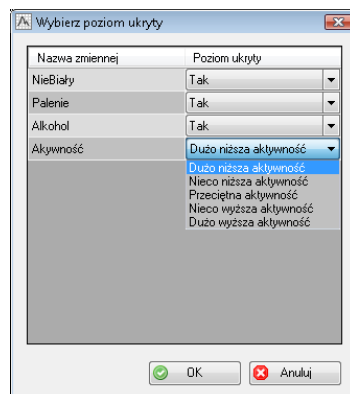 Wybierz poziom ukryty
Nazwa zmiennej Poziom ukryty
NieBiały Tak
Palenie Tak
Alkohol Tak
Akywność Dużo niższa aktywność
Dużo niższa aktywność
Nieco niższa aktywność
Przeciętna aktywność
Nieco wyższa aktywność
Dużo wyższa aktywność
OK Anuluj